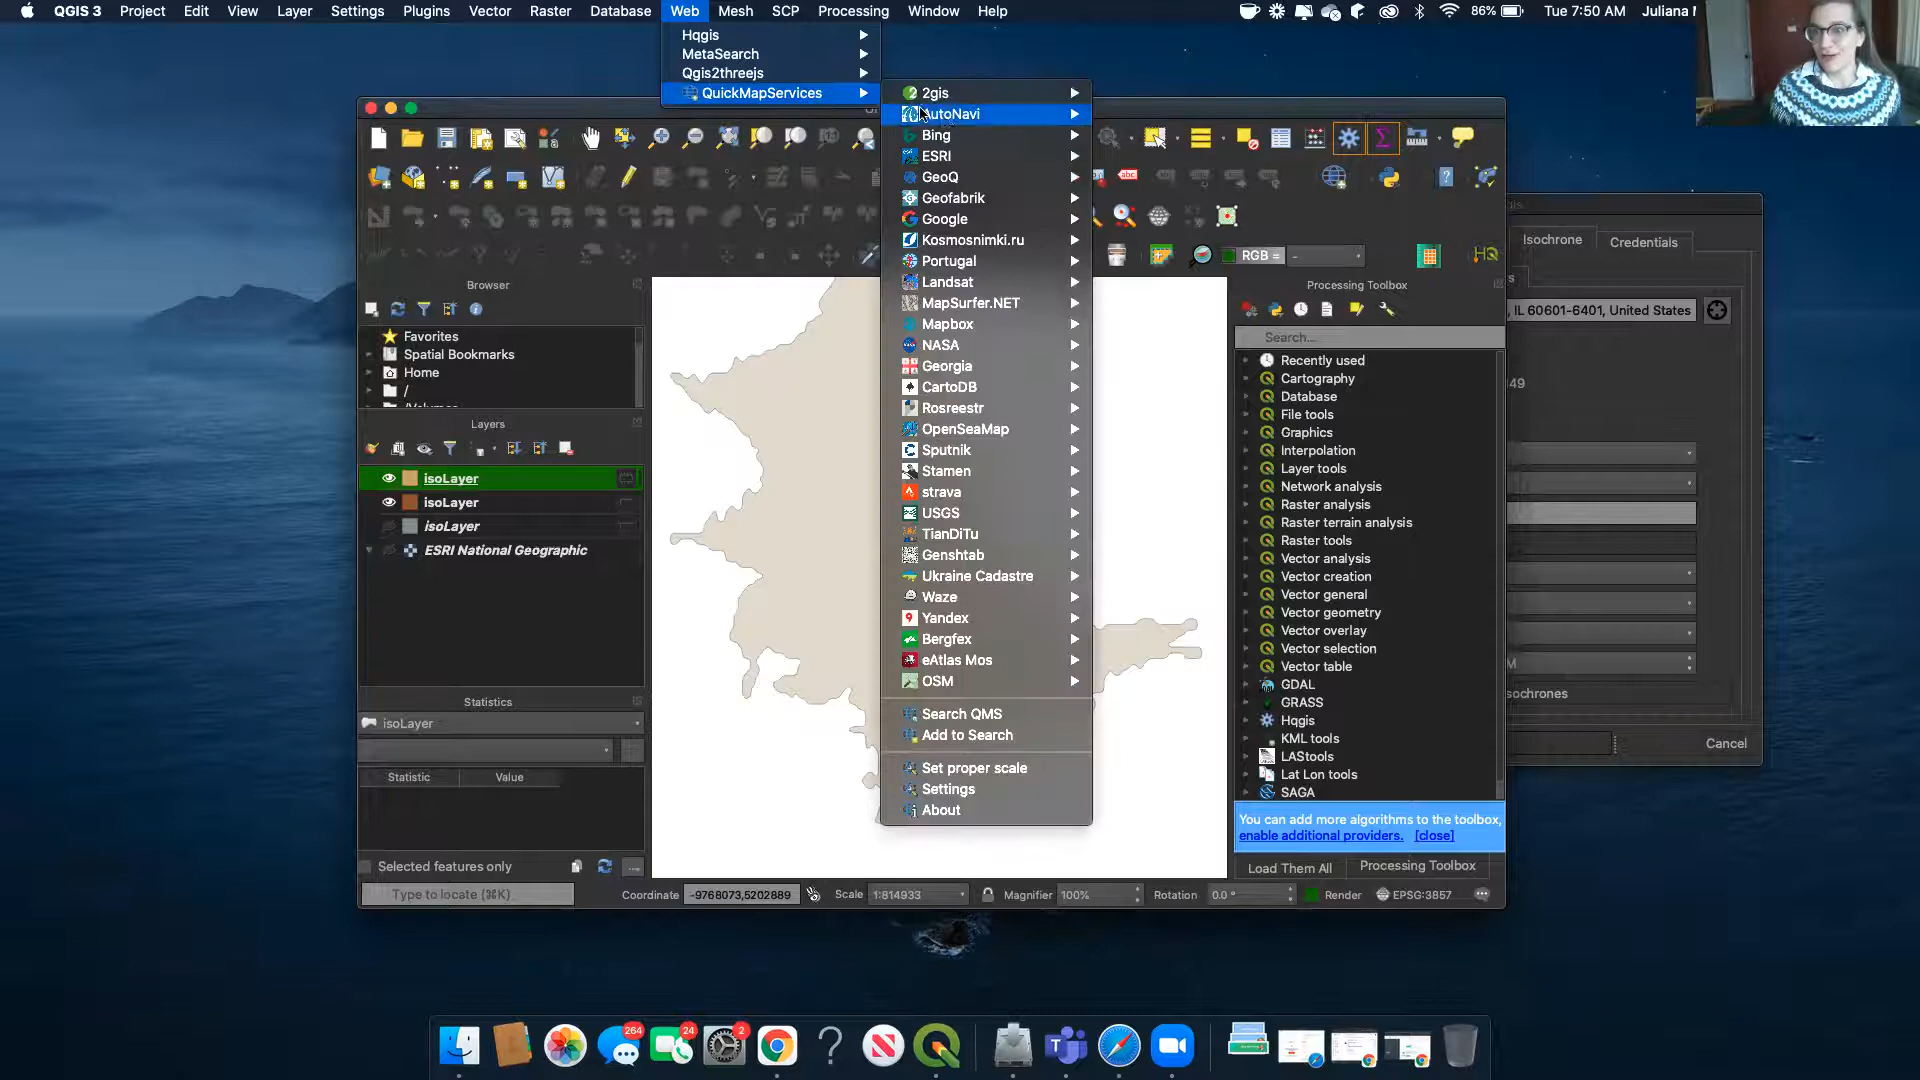 QGIS 3 Project Edit View Layer Settings Plugins Vector Raster Database Web Mesh SCP Processing Window Help 86% Tue 7:50 AM Juliana
Hqgis
MetaSearch
Qgis2threejs
QuickMapServices
2gis
AutoNavi
Bing
ESRI
GeoQ
Geofabrik
Google
Kosmosnimki.ru
Portugal
Landsat
MapSurfer.NET
Mapbox
NASA
Georgia
CartoDB
Rosreestr
OpenSeaMap
Sputnik
Stamen
strava
USGS
TianDiTu
Genshtab
Ukraine Cadastre
Waze
Yandex
Bergfex
eAtlas Mos
OSM
Search QMS
Add to Search
Set proper scale
Settings
About
RGB =
-
HQ
abc
Browser
Favorites
Spatial Bookmarks
Home
/
Layers
isoLayer
isoLayer
isoLayer
ESRI National Geographic
Statistics
isoLayer
Statistic Value
Selected features only
Type to locate (⌘K)
Coordinate -9768073,5202889 Scale 1:814933 Magnifier 100% Rotation 0.0 ° Render EPSG:3857
Processing Toolbox
Search...
Recently used
Cartography
Database
File tools
Graphics
Interpolation
Layer tools
Network analysis
Raster analysis
Raster terrain analysis
Raster tools
Vector analysis
Vector creation
Vector general
Vector geometry
Vector overlay
Vector selection
Vector table
GDAL
GRASS
Hqgis
KML tools
LAStools
Lat Lon tools
SAGA
You can add more algorithms to the toolbox,
enable additional providers. [close]
Load Them All Processing Toolbox
Isochrone Credentials
IL 60601-6401, United States
Cancel
264
24
2